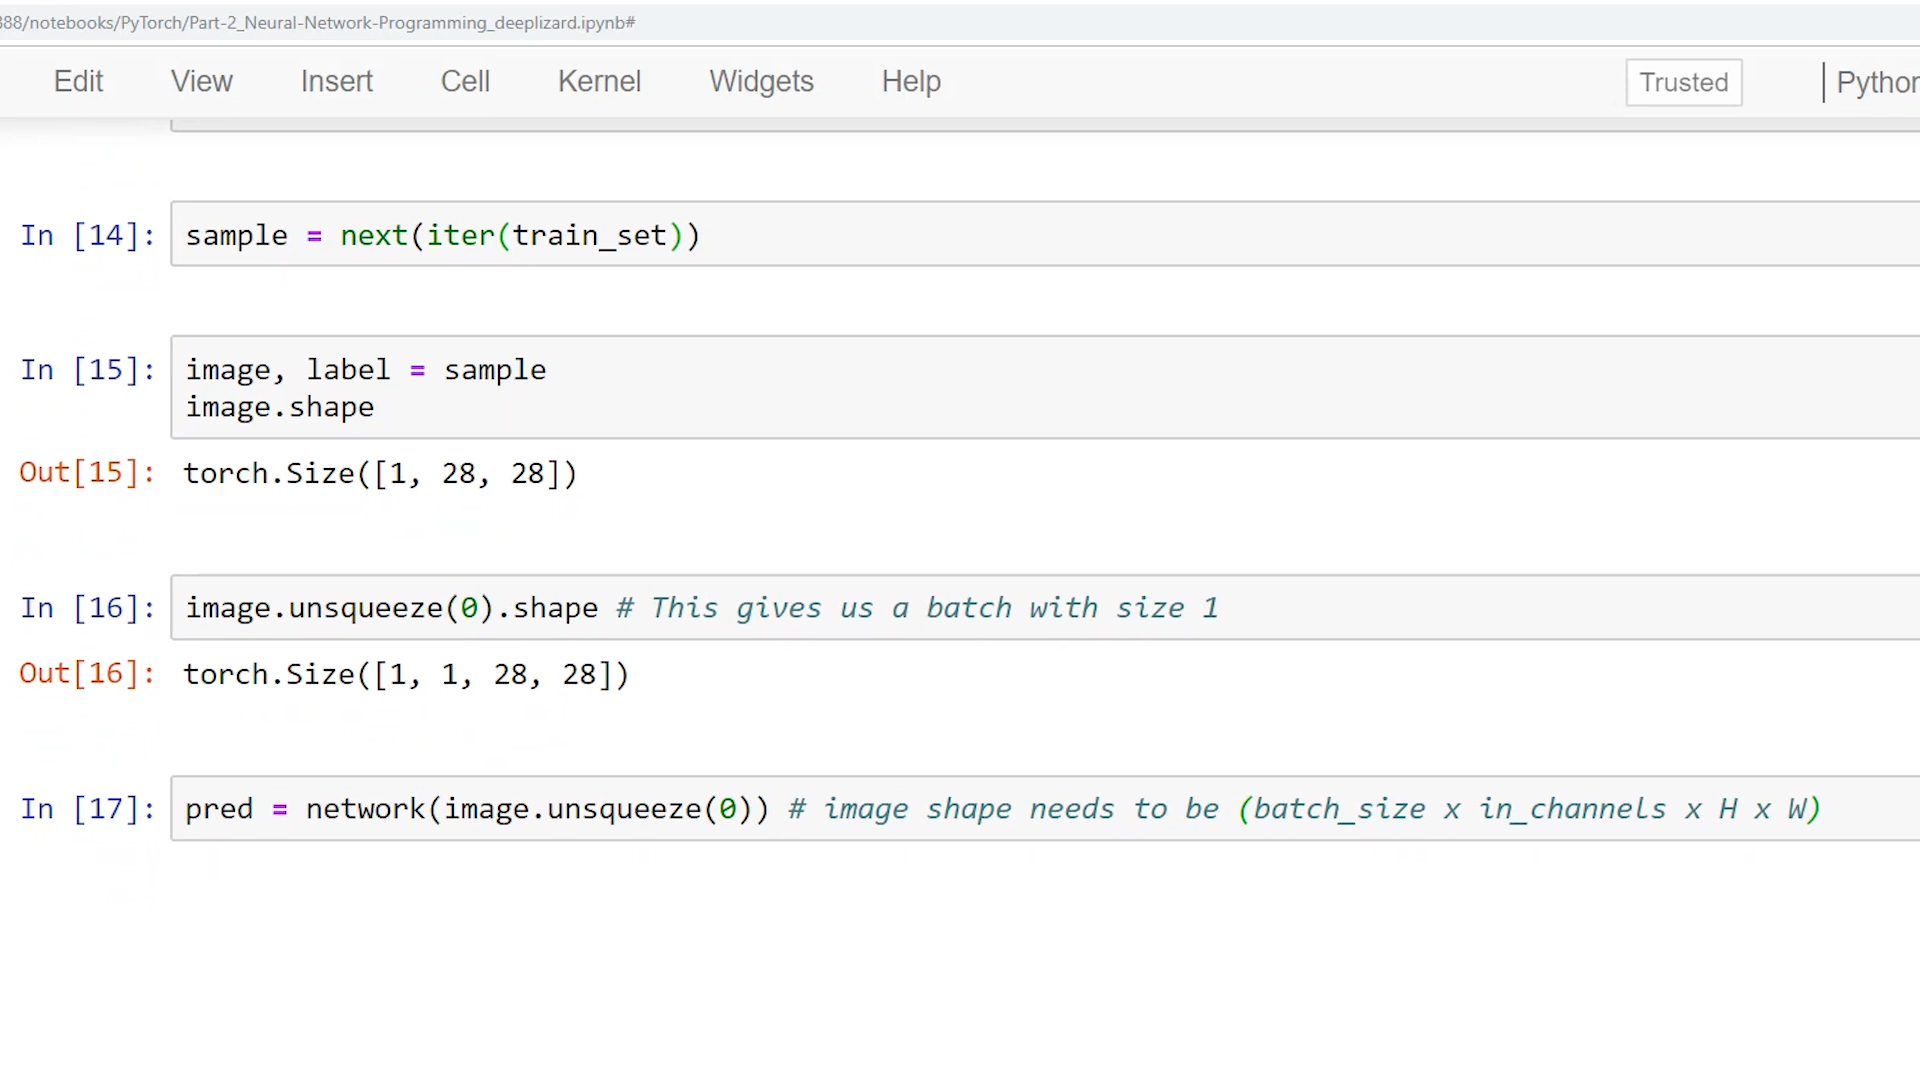 388/notebooks/PyTorch/Part-2_Neural-Network-Programming_deeplizard.ipynb#
Edit View Insert Cell Kernel Widgets Help Trusted Python
In [14]: sample = next(iter(train_set))
In [15]: image, label = sample
image.shape
Out[15]: torch.Size([1, 28, 28])
In [16]: image.unsqueeze(0).shape # This gives us a batch with size 1
Out[16]: torch.Size([1, 1, 28, 28])
In [17]: pred = network(image.unsqueeze(0)) # image shape needs to be (batch_size x in_channels x H x W)